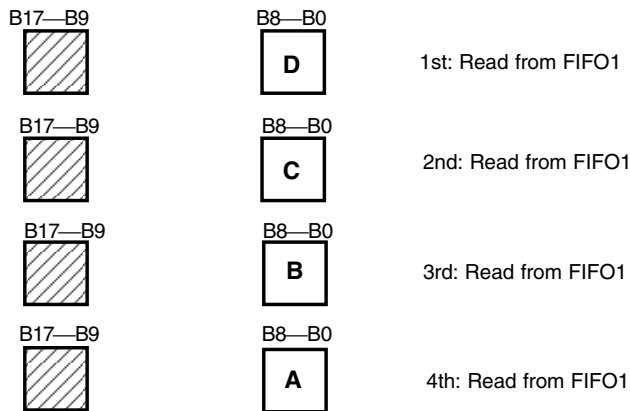 B17—B9 B8—B0
D 1st: Read from FIFO1
B17—B9 B8—B0
C 2nd: Read from FIFO1
B17—B9 B8—B0
B 3rd: Read from FIFO1
B17—B9 B8—B0
A 4th: Read from FIFO1